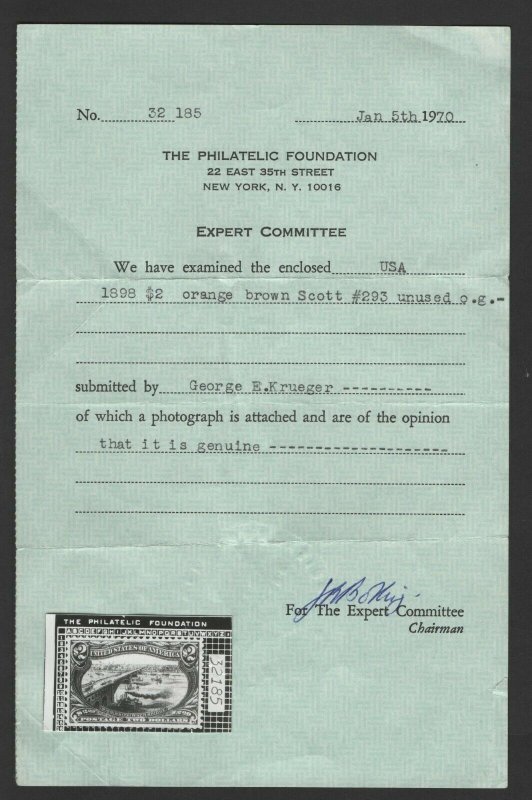 No. 32 185 Jan 5th 1970
THE PHILATELIC FOUNDATION
22 EAST 35TH STREET
NEW YORK, N. Y. 10016
EXPERT COMMITTEE
We have examined the enclosed USA
1898 $2 orange brown Scott #293 unused o.g.-
submitted by George E.Krueger ----------
of which a photograph is attached and are of the opinion
that it is genuine --------------------
For The Expert Committee
Chairman
THE PHILATELIC FOUNDATION
ABCDEFGHIJKLMNOPQRSTUVWXYZ
UNITED STATES OF AMERICA
2 2
32185
POSTAGE TWO DOLLARS